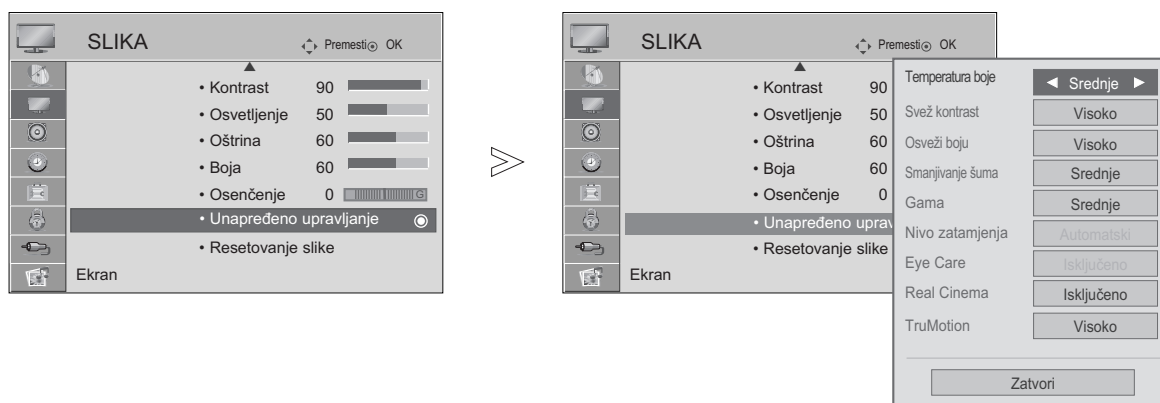 SLIKA
Premesti OK
• Kontrast 90
• Osvetljenje 50
• Oštrina 60
• Boja 60
• Osenčenje 0 G
• Unapređeno upravljanje
• Resetovanje slike
Ekran
SLIKA
Premesti OK
• Kontrast 90
• Osvetljenje 50
• Oštrina 60
• Boja 60
• Osenčenje 0
• Unapređeno uprav
• Resetovanje slike
Ekran
Temperatura boje Srednje
Svež kontrast Visoko
Osveži boju Visoko
Smanjivanje šuma Srednje
Gama Srednje
Nivo zatamjenja Automatski
Eye Care Isključeno
Real Cinema Isključeno
TruMotion Visoko
Zatvori